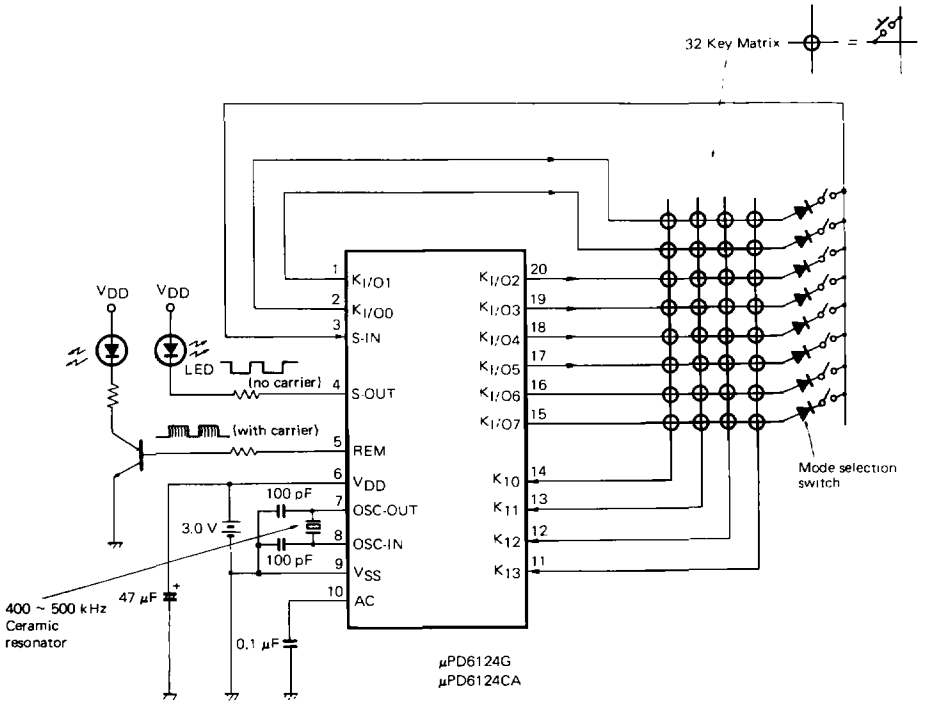 32 Key Matrix =
VDD
VDD
LED
(no carrier)
(with carrier)
1
2
3
4
5
6
7
8
9
10
KI/O1
KI/O0
S-IN
S-OUT
REM
VDD
OSC-OUT
OSC-IN
VSS
AC
KI/O2
KI/O3
KI/O4
KI/O5
KI/O6
KI/O7
K10
K11
K12
K13
20
19
18
17
16
15
14
13
12
11
Mode selection
switch
100 pF
100 pF
3.0 V
47 µF
+
0.1 µF
400 ~ 500 kHz
Ceramic
resonator
µPD6124G
µPD6124CA